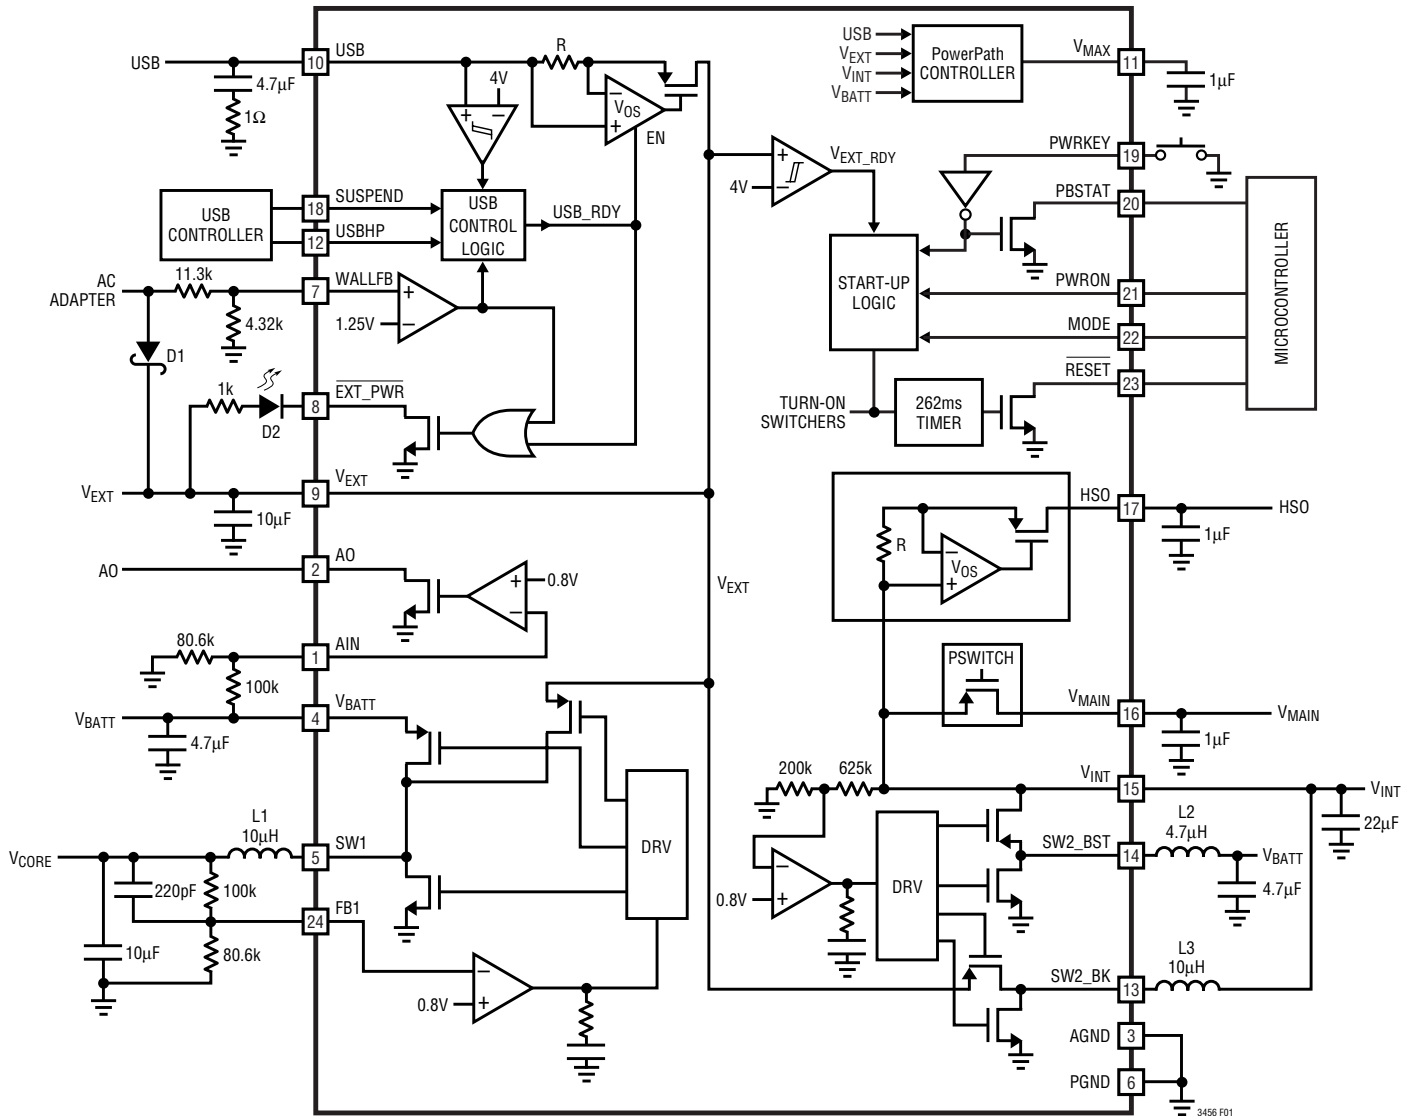 USB
4.7µF
1Ω
10
USB
R
4V
+
−
−
VOS
+
EN
USB
VEXT
VINT
VBATT
PowerPath
CONTROLLER
VMAX
11
1µF
PWRKEY
19
+
4V
−
VEXT_RDY
USB
CONTROLLER
18
SUSPEND
12
USBHP
USB
CONTROL
LOGIC
USB_RDY
PBSTAT
20
START-UP
LOGIC
PWRON
21
MODE
22
RESET
23
MICROCONTROLLER
AC
ADAPTER
11.3k
4.32k
7
WALLFB
+
1.25V
−
D1
1k
D2
8
EXT_PWR
TURN-ON
SWITCHERS
262ms
TIMER
VEXT
10µF
9
VEXT
HSO
17
HSO
1µF
R
−
VOS
+
AO
2
AO
+
0.8V
−
VEXT
80.6k
1
AIN
100k
VBATT
4.7µF
4
VBATT
PSWITCH
VMAIN
16
VMAIN
1µF
200k
625k
VINT
15
VINT
22µF
L1
10µH
VCORE
5
SW1
DRV
−
0.8V
+
DRV
SW2_BST
14
L2
4.7µH
VBATT
4.7µF
220pF
100k
24
FB1
10µF
80.6k
−
0.8V
+
SW2_BK
13
L3
10µH
AGND
3
PGND
6
3456 F01